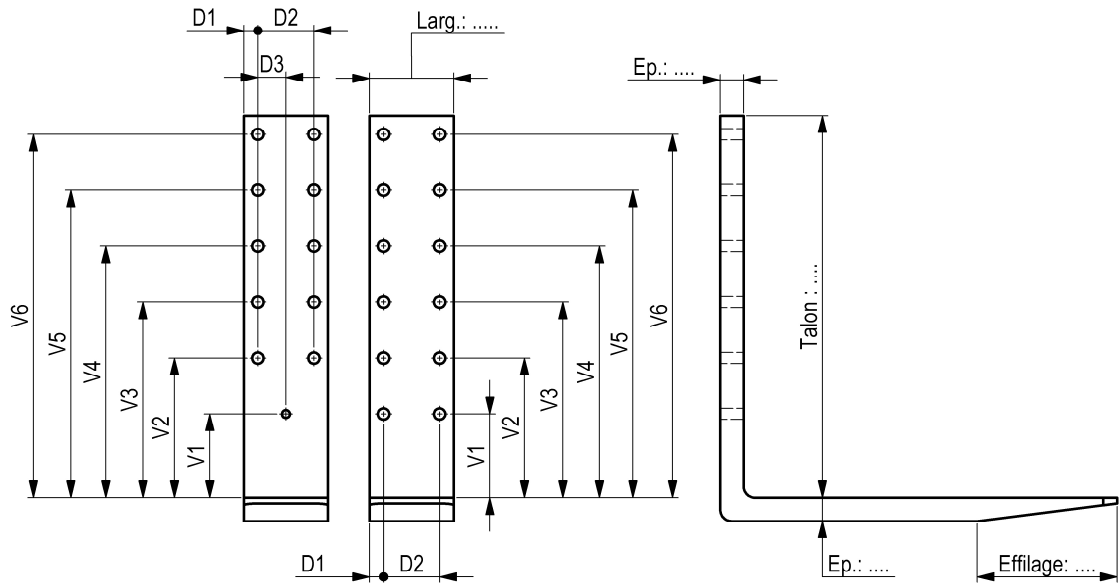 D1
D2
Larg.: .....
D3
Ep.: ....
V6
V5
V4
V3
V2
V1
V1
V2
V3
V4
V5
V6
Talon : ....
D1
D2
Ep.: ....
Effilage: ....